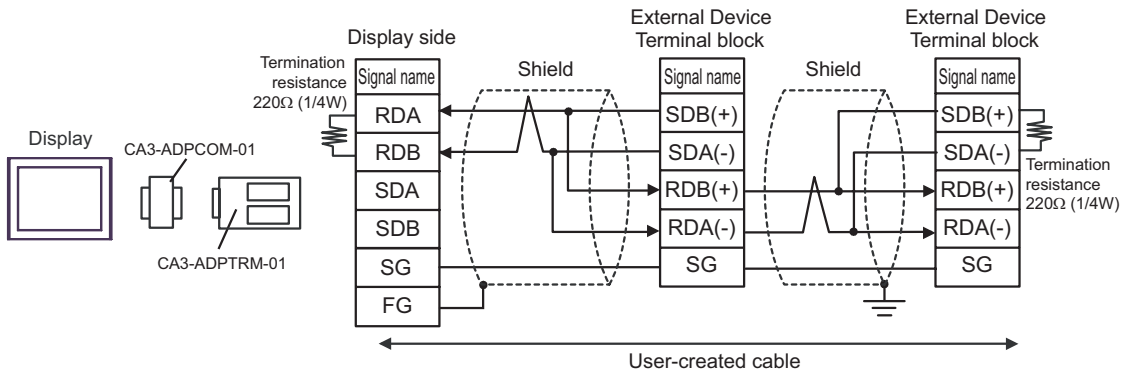 Display
CA3-ADPCOM-01
CA3-ADPTRM-01
Termination
resistance
220Ω (1/4W)
Display side
Signal name
RDA
RDB
SDA
SDB
SG
FG
Shield
External Device
Terminal block
Signal name
SDB(+)
SDA(-)
RDB(+)
RDA(-)
SG
Shield
External Device
Terminal block
Signal name
SDB(+)
SDA(-)
RDB(+)
RDA(-)
SG
Termination
resistance
220Ω (1/4W)
User-created cable